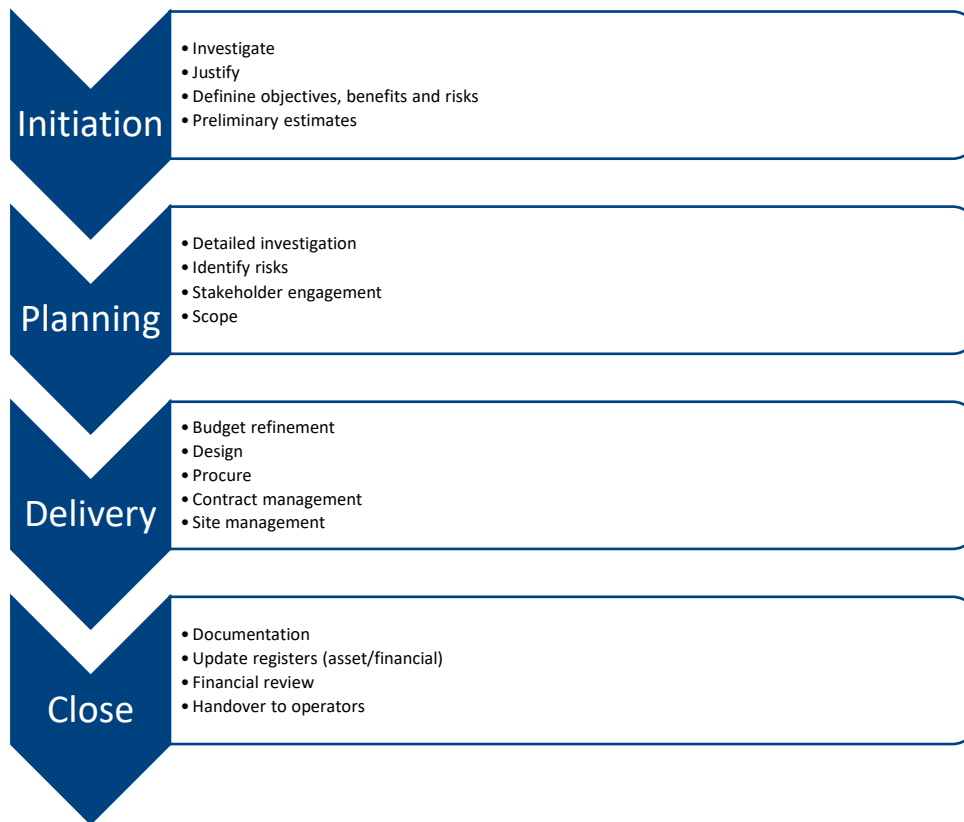 Initiation
• Investigate
• Justify
• Definine objectives, benefits and risks
• Preliminary estimates
Planning
• Detailed investigation
• Identify risks
• Stakeholder engagement
• Scope
Delivery
• Budget refinement
• Design
• Procure
• Contract management
• Site management
Close
• Documentation
• Update registers (asset/financial)
• Financial review
• Handover to operators